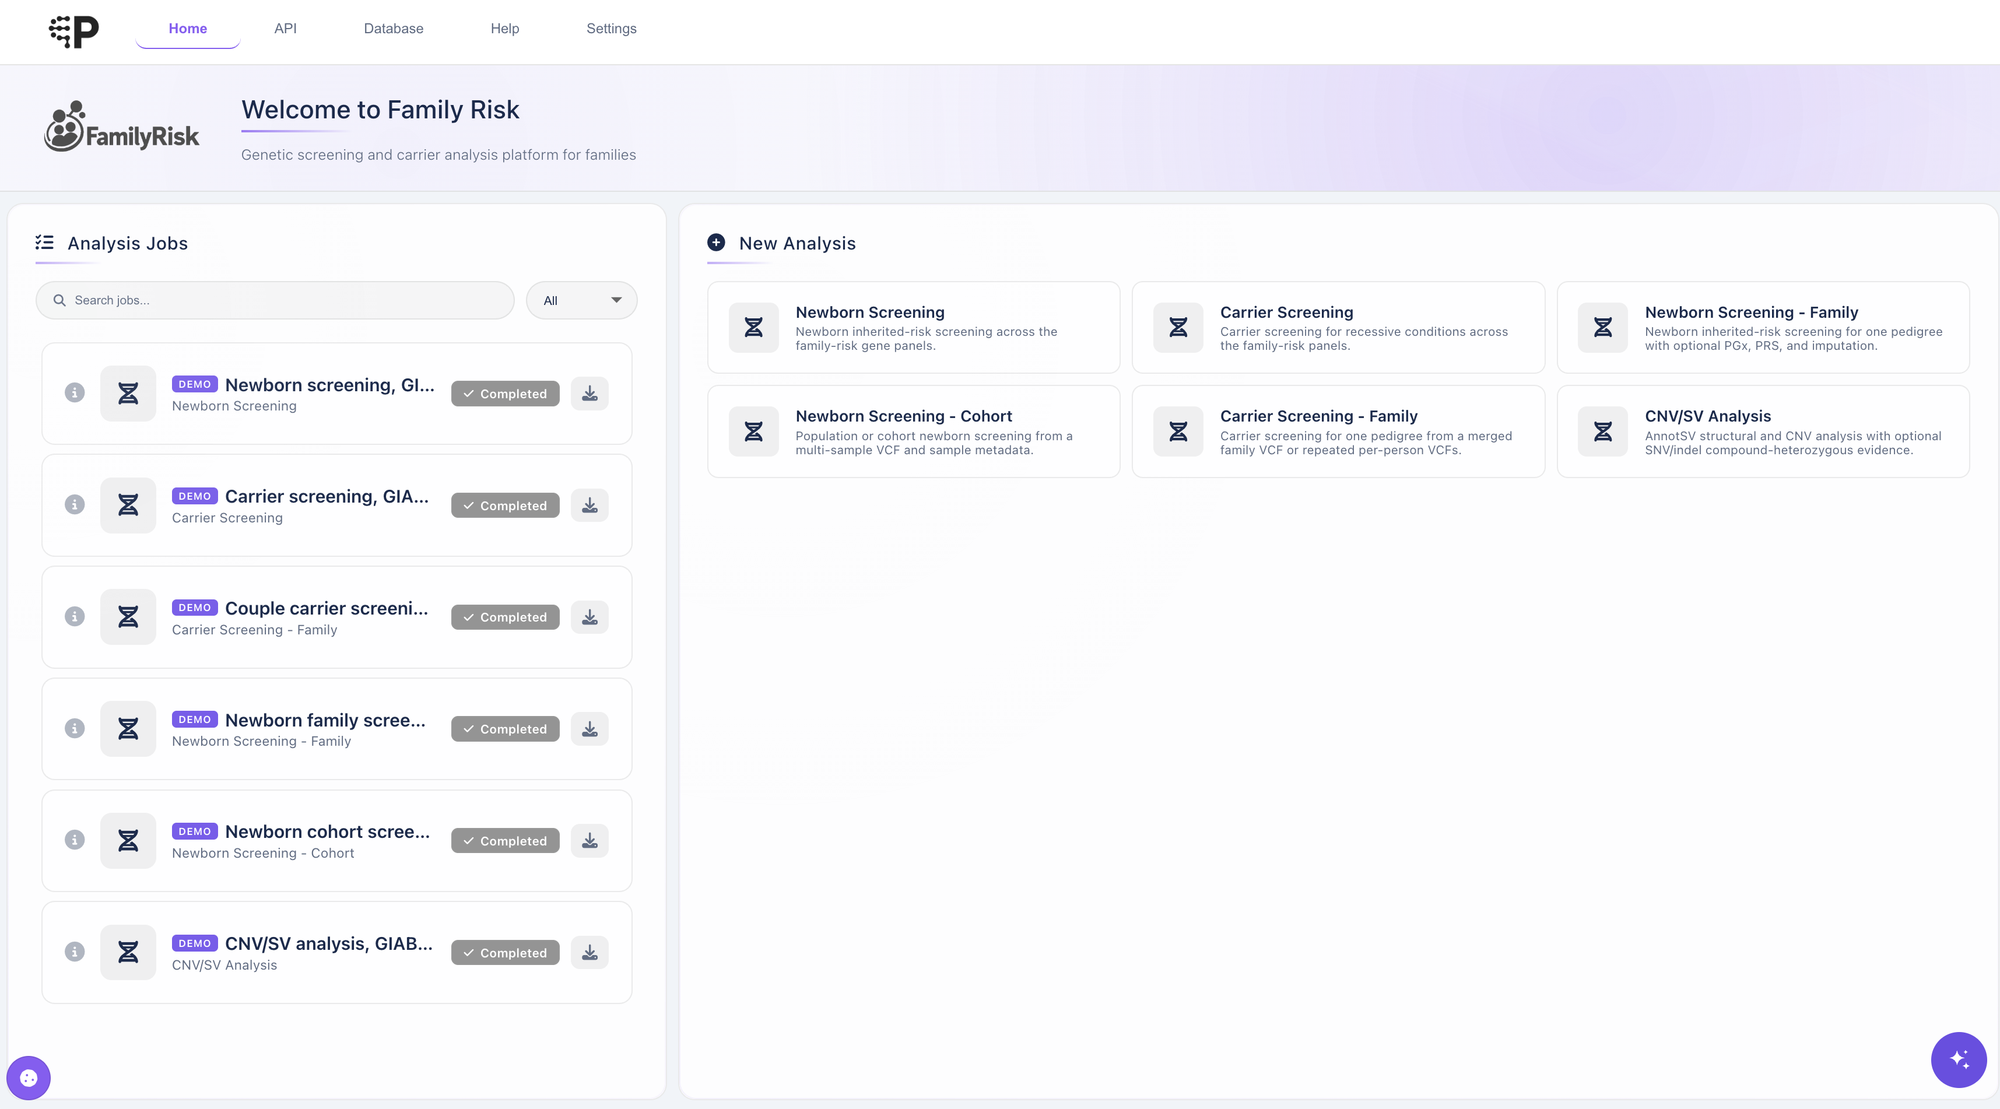 P
Home
API
Database
Help
Settings
FamilyRisk
Welcome to Family Risk
Genetic screening and carrier analysis platform for families
Analysis Jobs
Search jobs...
All
DEMO Newborn screening, GI...
Newborn Screening
Completed
DEMO Carrier screening, GIA...
Carrier Screening
Completed
DEMO Couple carrier screeni...
Carrier Screening - Family
Completed
DEMO Newborn family scree...
Newborn Screening - Family
Completed
DEMO Newborn cohort scree...
Newborn Screening - Cohort
Completed
DEMO CNV/SV analysis, GIAB...
CNV/SV Analysis
Completed
New Analysis
Newborn Screening
Newborn inherited-risk screening across the
family-risk gene panels.
Carrier Screening
Carrier screening for recessive conditions across
the family-risk panels.
Newborn Screening - Family
Newborn inherited-risk screening for one pedigree
with optional PGx, PRS, and imputation.
Newborn Screening - Cohort
Population or cohort newborn screening from a
multi-sample VCF and sample metadata.
Carrier Screening - Family
Carrier screening for one pedigree from a merged
family VCF or repeated per-person VCFs.
CNV/SV Analysis
AnnotSV structural and CNV analysis with optional
SNV/indel compound-heterozygous evidence.